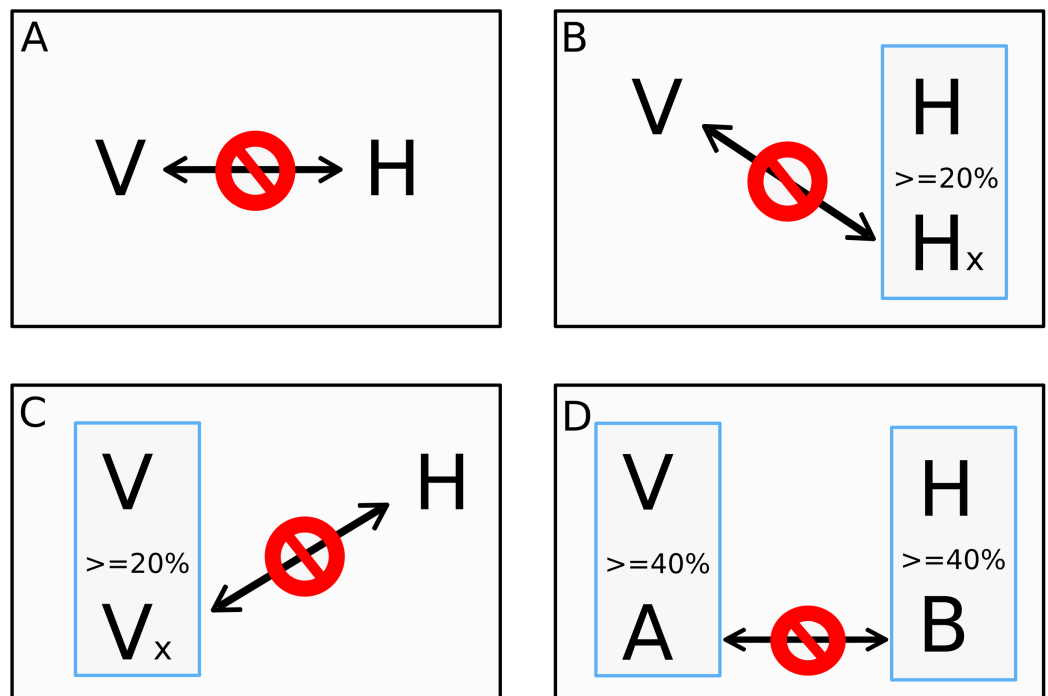 A
V H
B
V H
>=20%
Hx
C
V H
>=20%
Vx
D
V H
>=40% >=40%
A B